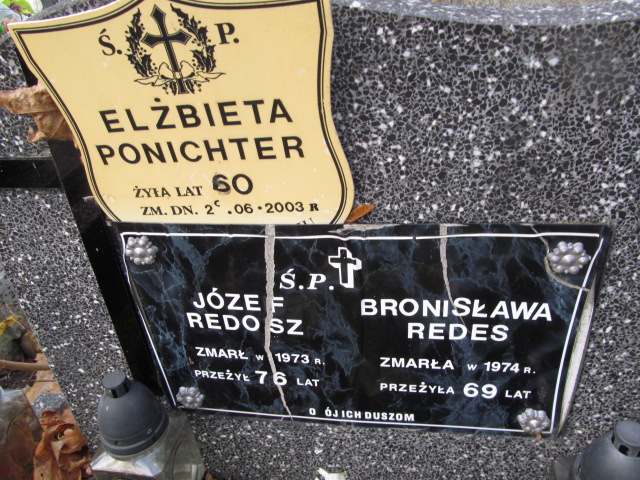 Ś. P.
ELŻBIETA
PONICHTER
ŻYŁA LAT 60
.06.2003 R
Ś.P.
JÓZEF
REDOSZ
ZMARŁ w 1973 R.
PRZEŻYŁ 76 LAT
BRONISŁAWA
REDES
ZMARŁA w 1974 R.
PRZEŻYŁA 69 LAT
O ÓJ ICH DUSZOM